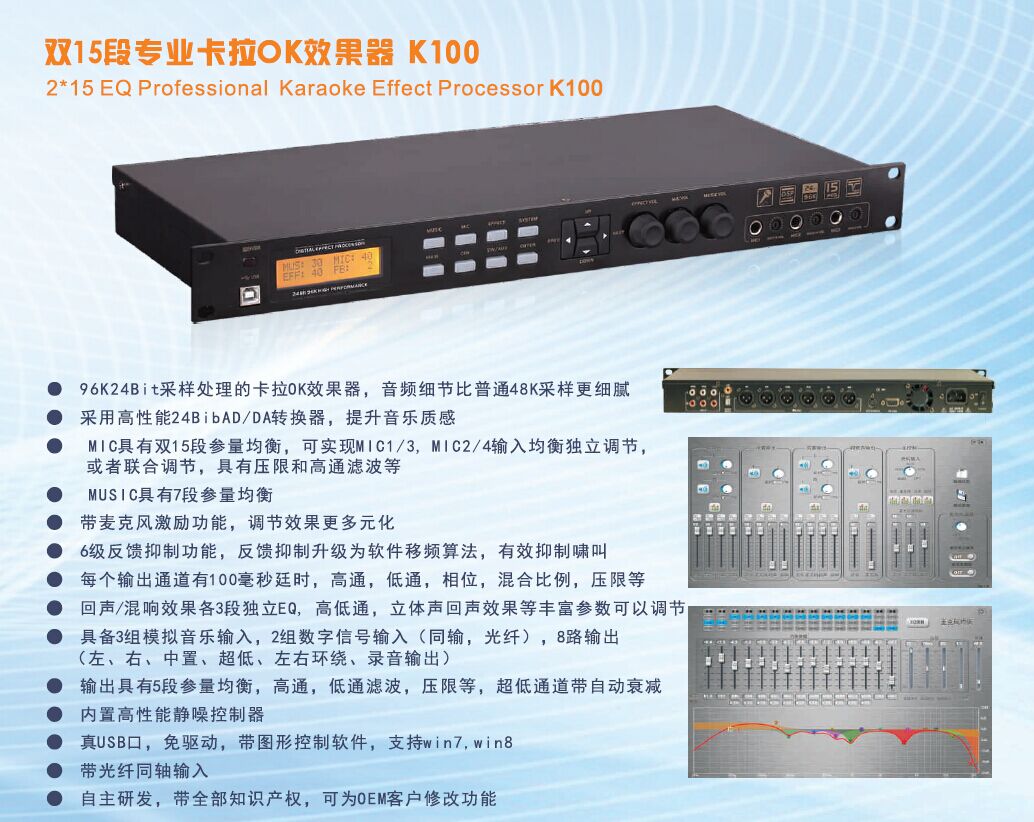 双15段专业卡拉OK效果器 K100
2*15 EQ Professional Karaoke Effect Processor K100
DIGITAL EFFECT PROCESSOR
MUS: 30 MIC: 40
EFF: 40 FB: 2
24Bit 96K HIGH PERFORMANCE
USB
MUSIC MIC EFFECT SYSTEM
ENTER
UP
DOWN
EFFECT VOL MIC VOL MUSIC VOL
DSP 24 96K 15
MIC1 MIC2 MIC3
● 96K24Bit采样处理的卡拉OK效果器，音频细节比普通48K采样更细腻
● 采用高性能24BibAD/DA转换器，提升音乐质感
● MIC具有双15段参量均衡，可实现MIC1/3, MIC2/4输入均衡独立调节，
或者联合调节，具有压限和高通滤波等
● MUSIC具有7段参量均衡
● 带麦克风激励功能，调节效果更多元化
● 6级反馈抑制功能，反馈抑制升级为软件移频算法，有效抑制啸叫
● 每个输出通道有100毫秒廷时，高通，低通，相位，混合比例，压限等
● 回声/混响效果各3段独立EQ, 高低通，立体声回声效果等丰富参数可以调节
● 具备3组模拟音乐输入，2组数字信号输入（同输，光纤），8路输出
（左、右、中置、超低、左右环绕、录音输出）
● 输出具有5段参量均衡，高通，低通滤波，压限等，超低通道带自动衰减
● 内置高性能静噪控制器
● 真USB口，免驱动，带图形控制软件，支持win7,win8
● 带光纤同轴输入
● 自主研发，带全部知识产权，可为OEM客户修改功能